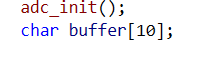 adc_init();
char buffer[10];